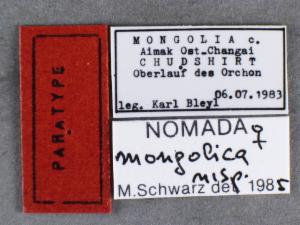 PARATYPE
MONGOLIA c.
Aimak Ost-Changai
CHUDSHIRT
Oberlauf des Orchon
06.07.1983
leg. Karl Bleyl
NOMADA ♀
mongolica
nsp.
M.Schwarz det 1985